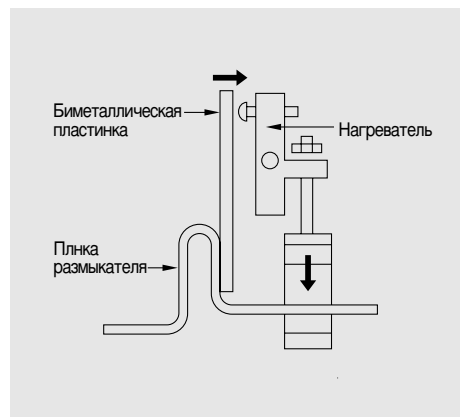 Биметаллическая
пластинка
Нагреватель
Плнка
размыкателя